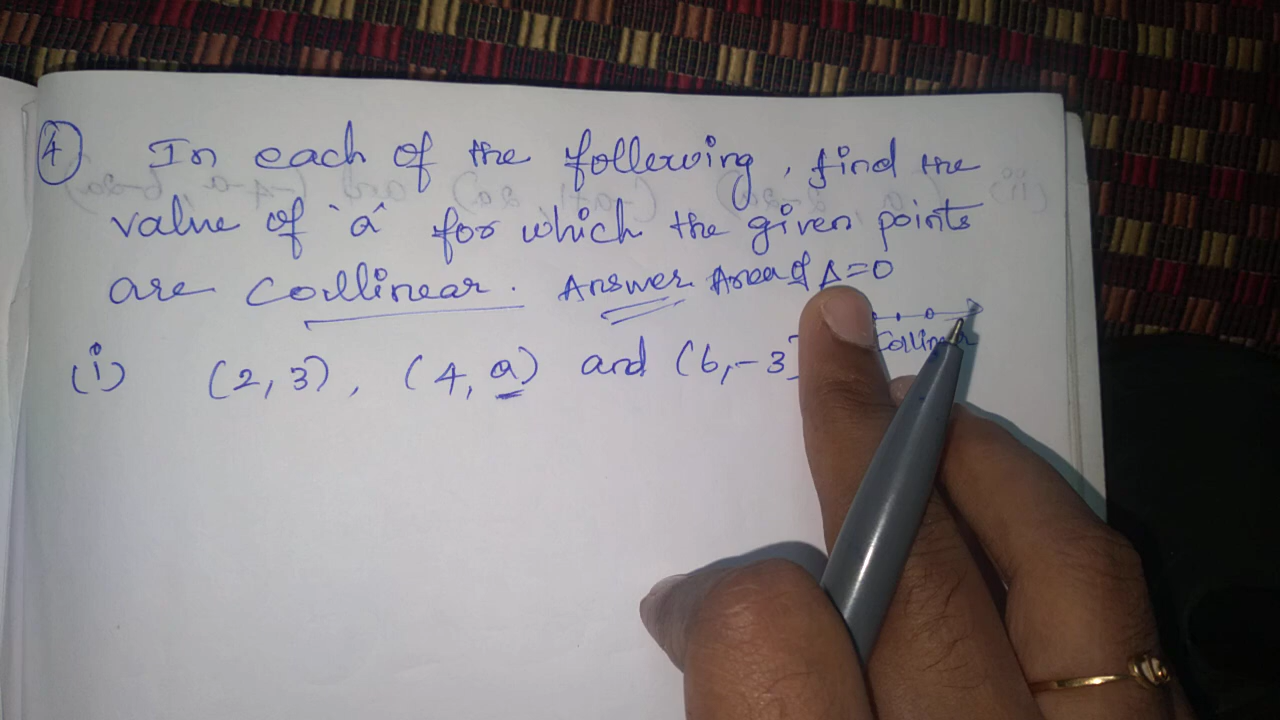 4 In each of the following, find the
value of 'a' for which the given points
are Collinear. Answer Area of Δ=0
Collinear
(i) (2,3), (4, a) and (6,-3)